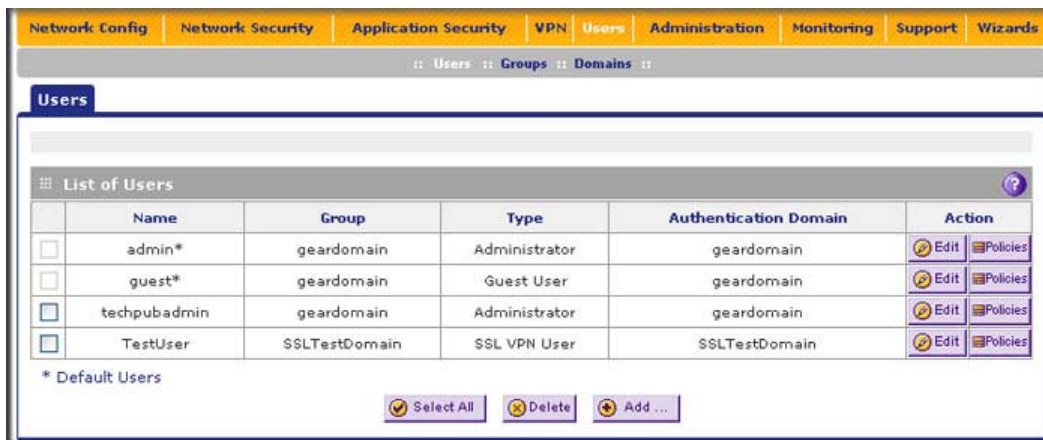 Network Config Network Security Application Security VPN Users Administration Monitoring Support Wizards
:: Users :: Groups :: Domains ::
Users
List of Users ?
Name Group Type Authentication Domain Action
admin* geardomain Administrator geardomain Edit Policies
guest* geardomain Guest User geardomain Edit Policies
techpubadmin geardomain Administrator geardomain Edit Policies
TestUser SSLTestDomain SSL VPN User SSLTestDomain Edit Policies
* Default Users
Select All Delete Add ...